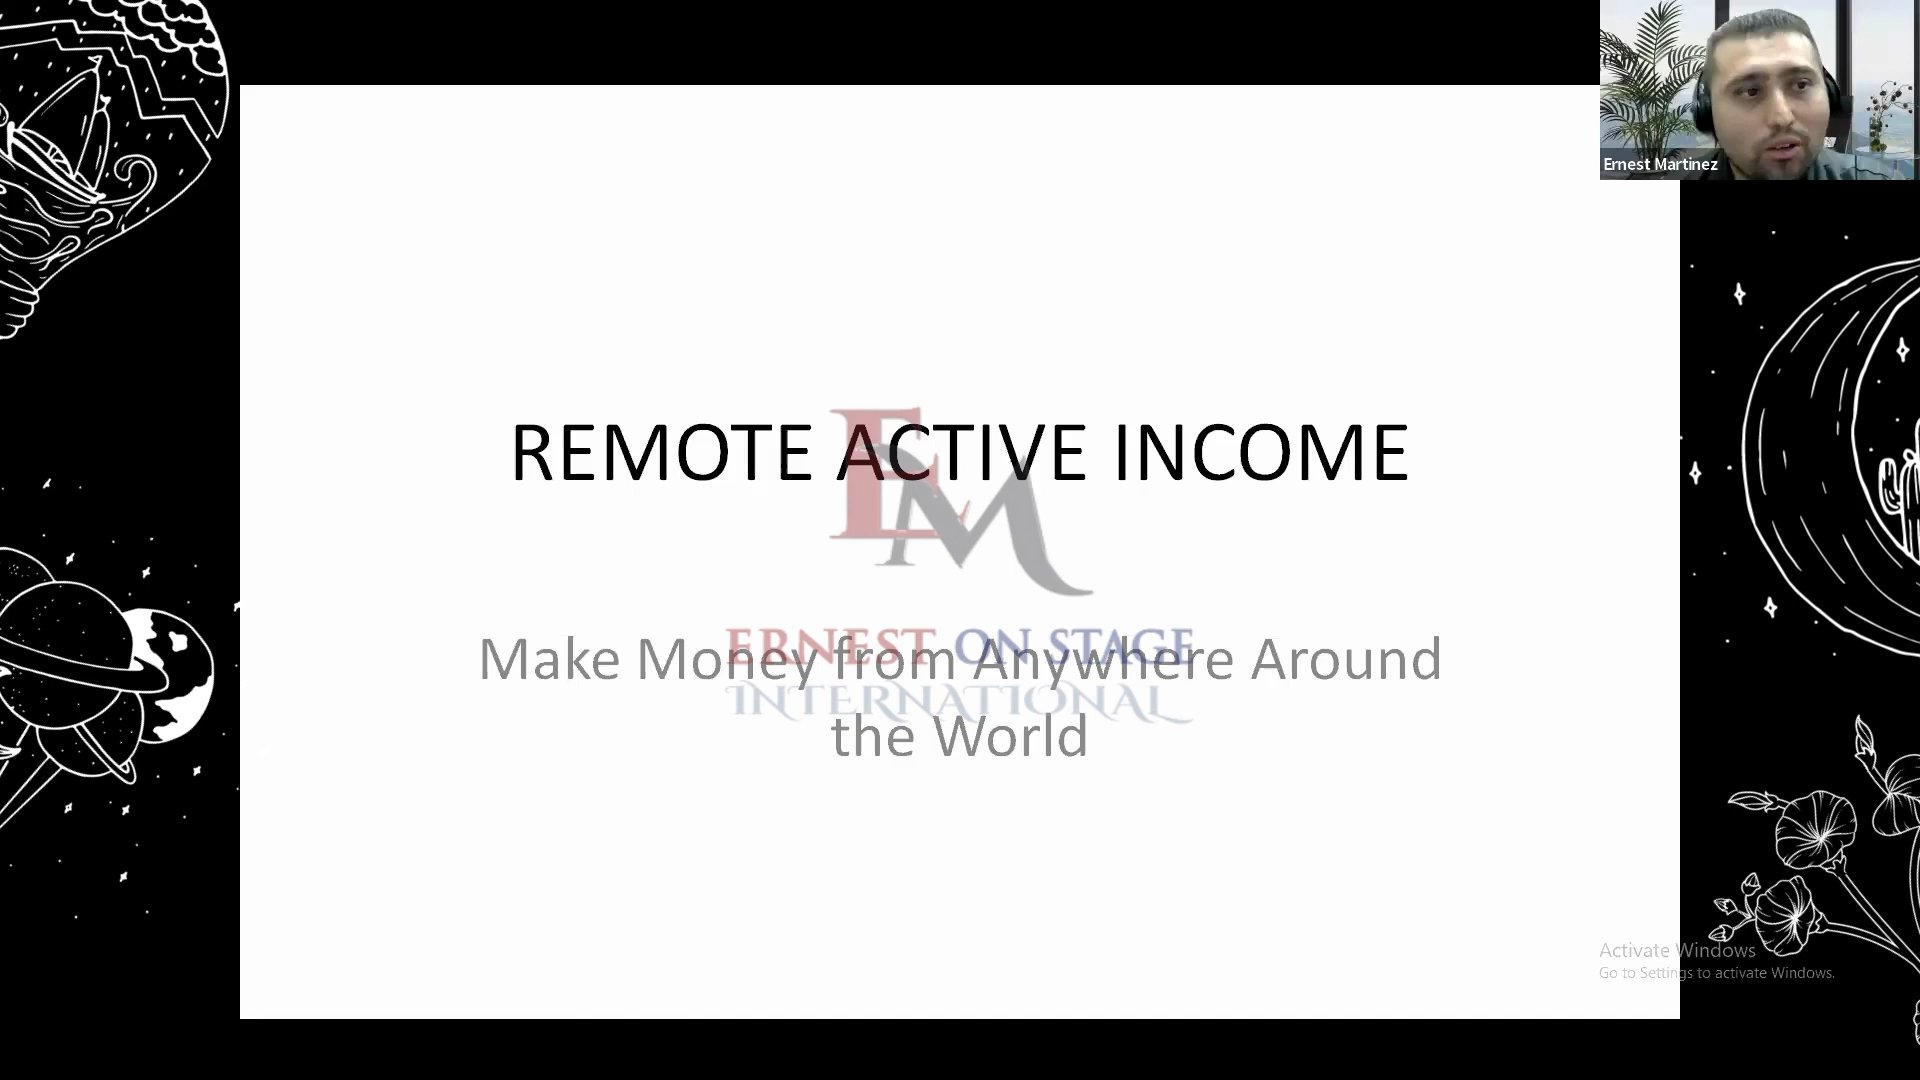 Ernest Martinez
REMOTE ACTIVE INCOME
EM
Make Money from Anywhere Around
the World
ERNEST ON STAGE
INTERNATIONAL
Activate Windows
Go to Settings to activate Windows.